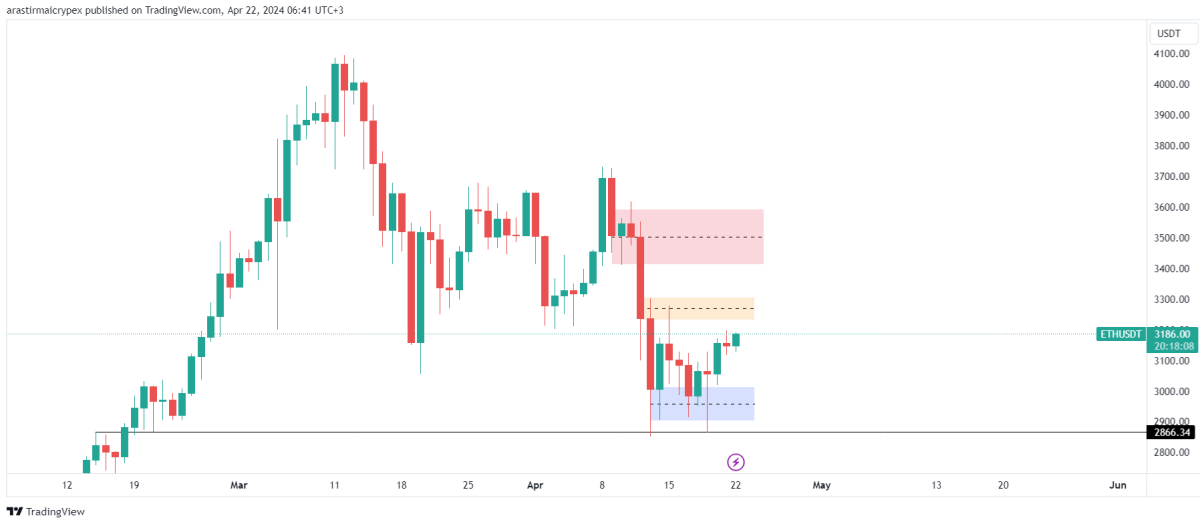 arastirmaicrypex published on TradingView.com, Apr 22, 2024 06:41 UTC+3
USDT
4100.00
4000.00
3900.00
3800.00
3700.00
3600.00
3500.00
3400.00
3300.00
ETHUSDT 3186.00
20:18:08
3100.00
3000.00
2866.34
2800.00
12 19 Mar 11 18 25 Apr 8 15 22 May 13 20 Jun
TradingView